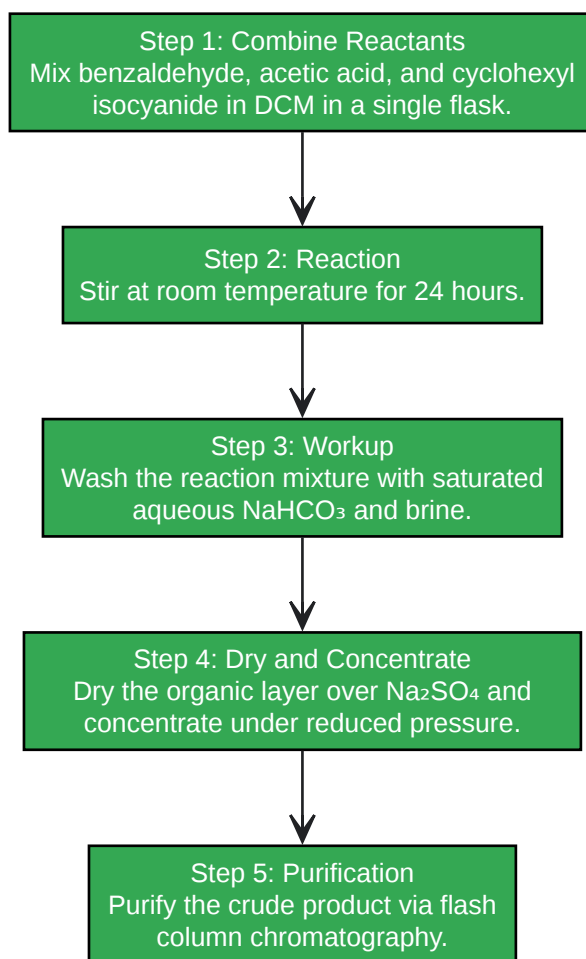 Step 1: Combine Reactants
Mix benzaldehyde, acetic acid, and cyclohexyl
isocyanide in DCM in a single flask.
Step 2: Reaction
Stir at room temperature for 24 hours.
Step 3: Workup
Wash the reaction mixture with saturated
aqueous NaHCO₃ and brine.
Step 4: Dry and Concentrate
Dry the organic layer over Na₂SO₄ and
concentrate under reduced pressure.
Step 5: Purification
Purify the crude product via flash
column chromatography.